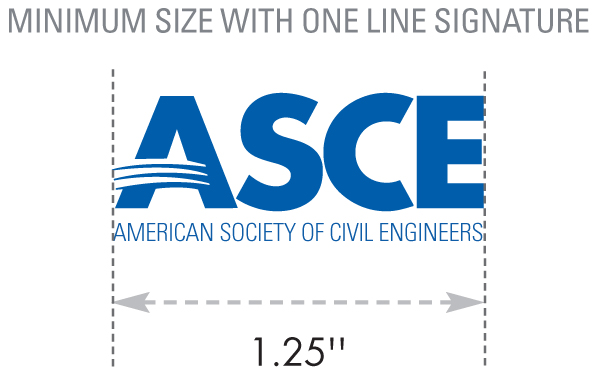 MINIMUM SIZE WITH ONE LINE SIGNATURE
ASCE
AMERICAN SOCIETY OF CIVIL ENGINEERS
1.25''